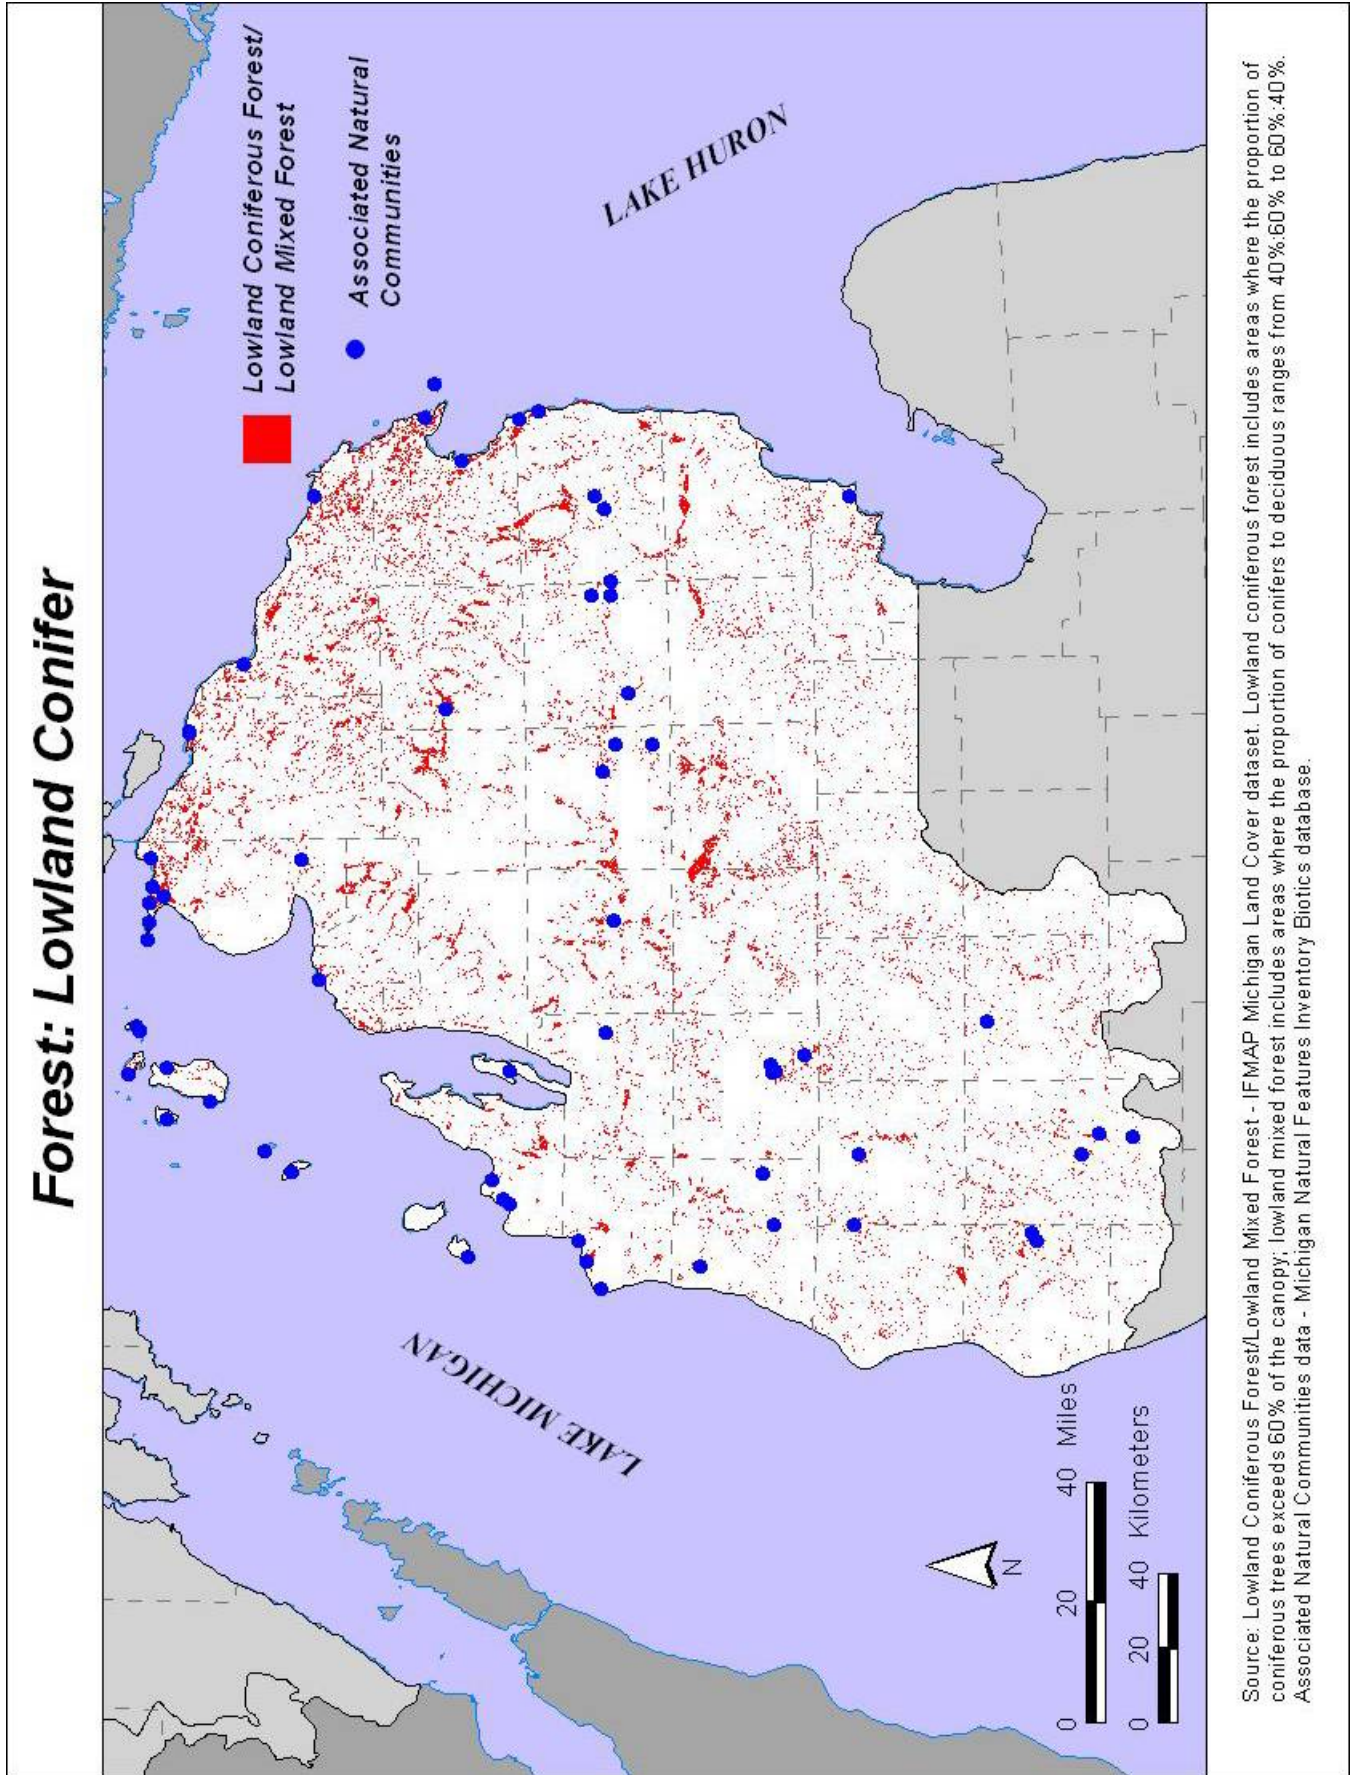 Forest: Lowland Conifer
Lowland Coniferous Forest/
Lowland Mixed Forest
Associated Natural
Communities
LAKE HURON
LAKE MICHIGAN
N
0 20 40 Miles
0 20 40 Kilometers
Source: Lowland Coniferous Forest/Lowland Mixed Forest - IFMAP Michigan Land Cover dataset. Lowland coniferous forest includes areas where the proportion of
coniferous trees exceeds 60% of the canopy; lowland mixed forest includes areas where the proportion of conifers to deciduous ranges from 40%:60% to 60%:40%.
Associated Natural Communities data - Michigan Natural Features Inventory Biotics database.